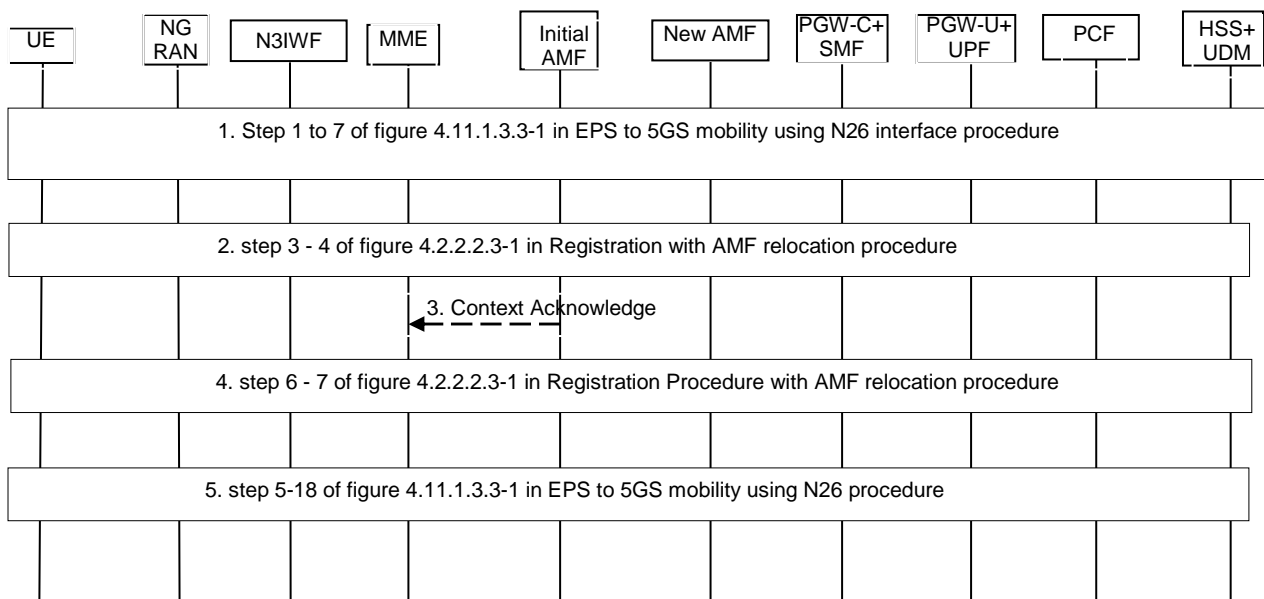 UE
NG
RAN
N3IWF
MME
Initial
AMF
New AMF
PGW-C+
SMF
PGW-U+
UPF
PCF
HSS+
UDM
1. Step 1 to 7 of figure 4.11.1.3.3-1 in EPS to 5GS mobility using N26 interface procedure
2. step 3 - 4 of figure 4.2.2.2.3-1 in Registration with AMF relocation procedure
3. Context Acknowledge
4. step 6 - 7 of figure 4.2.2.2.3-1 in Registration Procedure with AMF relocation procedure
5. step 5-18 of figure 4.11.1.3.3-1 in EPS to 5GS mobility using N26 procedure